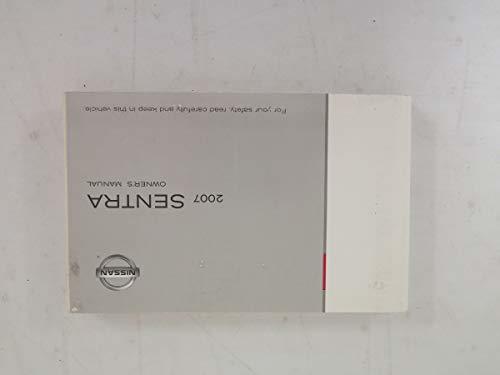 NISSAN
2007 SENTRA
OWNER'S MANUAL
For your safety, read carefully and keep in this vehicle.